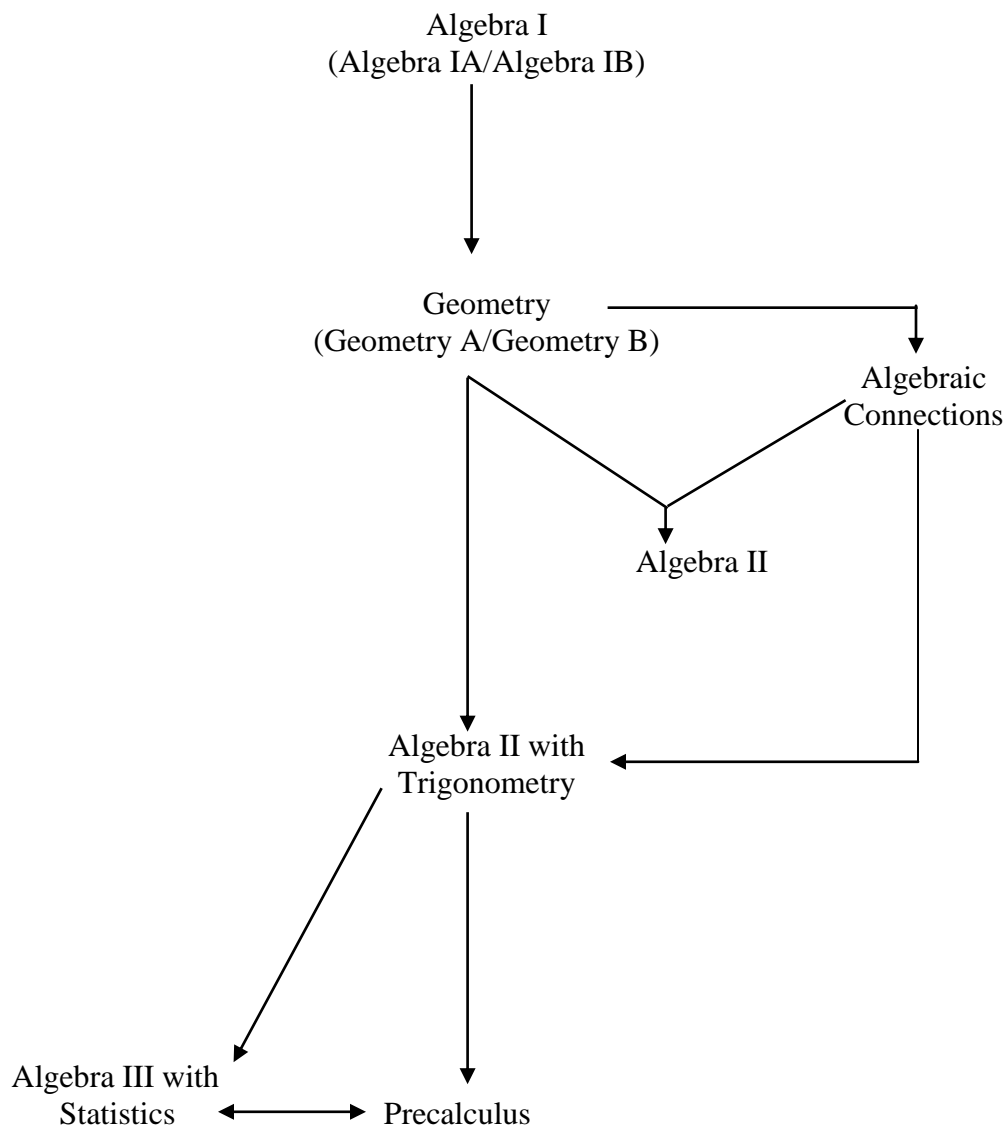 Algebra I
(Algebra IA/Algebra IB)
Geometry
(Geometry A/Geometry B)
Algebraic
Connections
Algebra II
Algebra II with
Trigonometry
Algebra III with
Statistics
Precalculus